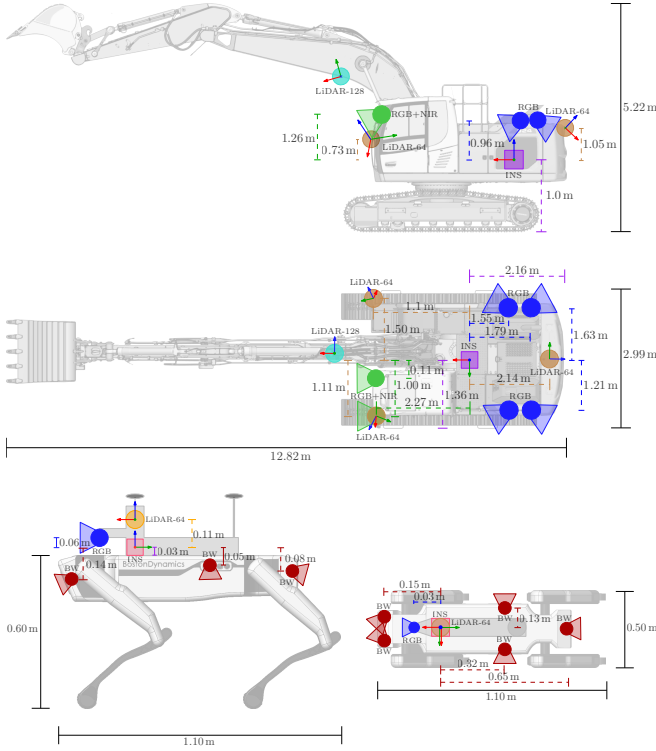 LiDAR-128
RGB+NIR
LiDAR-64
RGB
LiDAR-64
INS
1.26 m
0.73 m
0.96 m
1.05 m
1.0 m
5.22 m
2.16 m
LiDAR-64
RGB
1.1 m
1.55 m
1.50 m
1.79 m
1.63 m
LiDAR-128
INS
2.99 m
0.11 m
LiDAR-64
1.11 m
1.00 m
2.14 m
1.21 m
RGB+NIR
2.27 m
1.36 m
RGB
LiDAR-64
12.82 m
LiDAR-64
0.11 m
0.06 m
RGB
INS
0.03 m
0.05 m
BostonDynamics
BW
0.14 m
BW
0.08 m
BW
0.60 m
1.10 m
0.15 m
0.03 m
BW
INS
BW
LiDAR-64
0.13 m
RGB
BW
BW
BW
0.50 m
0.32 m
0.65 m
1.10 m